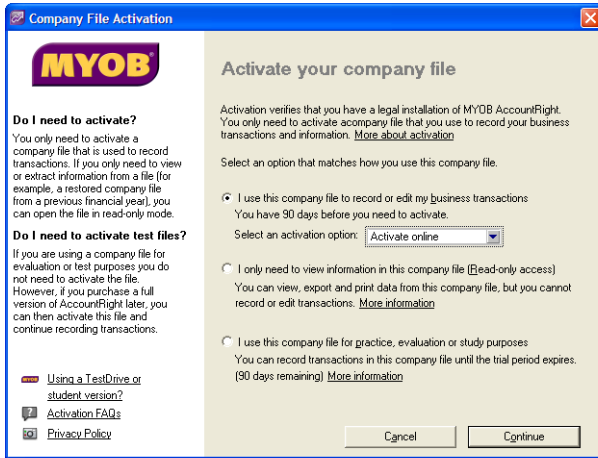 Company File Activation
MYOB
Do I need to activate?
You only need to activate a
company file that is used to record
transactions. If you only need to view
or extract information from a file (for
example, a restored company file
from a previous financial year), you
can open the file in read-only mode.
Do I need to activate test files?
If you are using a company file for
evaluation or test purposes you do
not need to activate the file.
However, if you purchase a full
version of AccountRight later, you
can then activate this file and
continue recording transactions.
MYOB Using a TestDrive or
student version?
? Activation FAQs
Privacy Policy
Activate your company file
Activation verifies that you have a legal installation of MYOB AccountRight.
You only need to activate acompany file that you use to record your business
transactions and information. More about activation
Select an option that matches how you use this company file.
I use this company file to record or edit my business transactions
You have 90 days before you need to activate.
Select an activation option: Activate online
I only need to view information in this company file (Read-only access)
You can view, export and print data from this company file, but you cannot
record or edit transactions. More information
I use this company file for practice, evaluation or study purposes
You can record transactions in this company file until the trial period expires.
(90 days remaining) More information
Cancel Continue